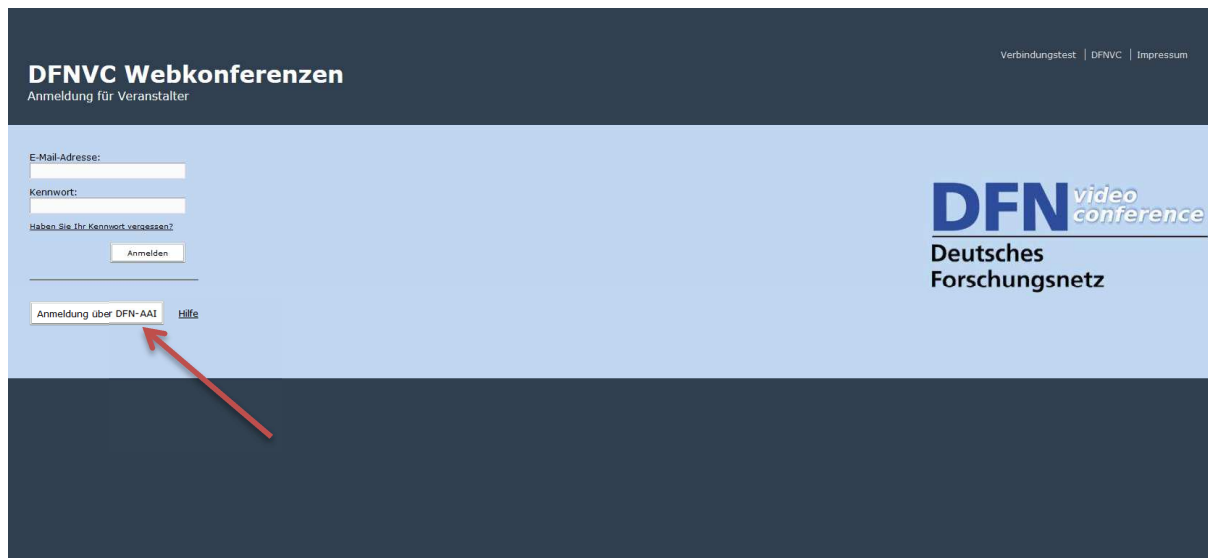 Verbindungstest | DFNVC | Impressum
DFNVC Webkonferenzen
Anmeldung für Veranstalter
E-Mail-Adresse:
Kennwort:
Haben Sie Ihr Kennwort vergessen?
Anmelden
Anmeldung über DFN-AAI Hilfe
DFN video conference
Deutsches
Forschungsnetz